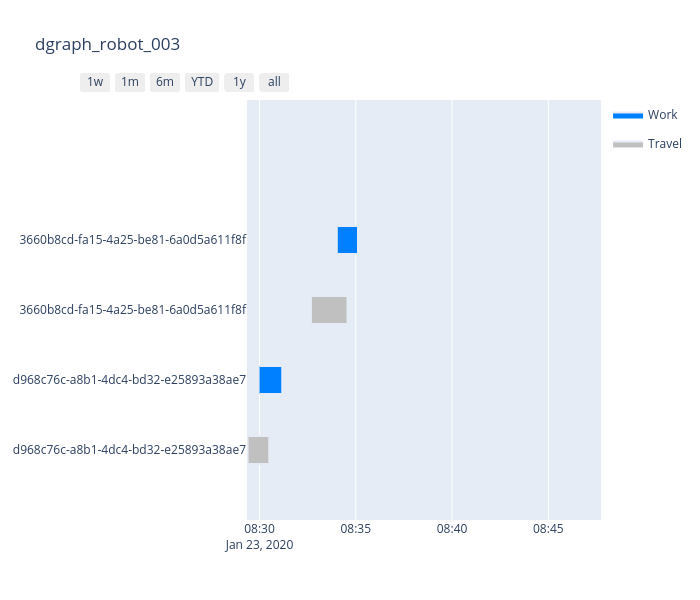 dgraph_robot_003
1w 1m 6m YTD 1y all
Work
Travel
3660b8cd-fa15-4a25-be81-6a0d5a611f8f
3660b8cd-fa15-4a25-be81-6a0d5a611f8f
d968c76c-a8b1-4dc4-bd32-e25893a38ae7
d968c76c-a8b1-4dc4-bd32-e25893a38ae7
08:30 08:35 08:40 08:45
Jan 23, 2020